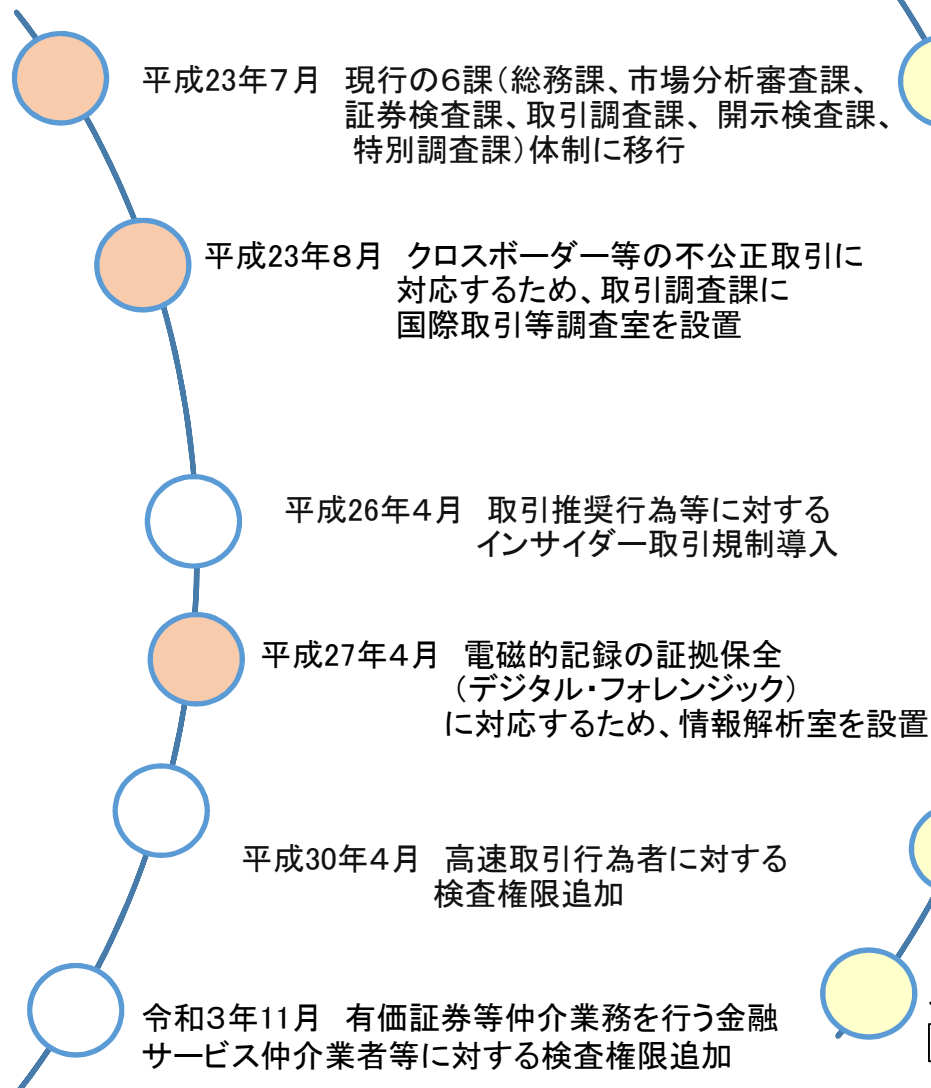 平成23年７月　現行の６課（総務課、市場分析審査課、
証券検査課、取引調査課、開示検査課、
特別調査課）体制に移行
平成23年８月　クロスボーダー等の不公正取引に
対応するため、取引調査課に
国際取引等調査室を設置
平成26年４月　取引推奨行為等に対する
インサイダー取引規制導入
平成27年４月　電磁的記録の証拠保全
（デジタル・フォレンジック）
に対応するため、情報解析室を設置
平成30年４月　高速取引行為者に対する
検査権限追加
令和３年11月　有価証券等仲介業務を行う金融
サービス仲介業者等に対する検査権限追加